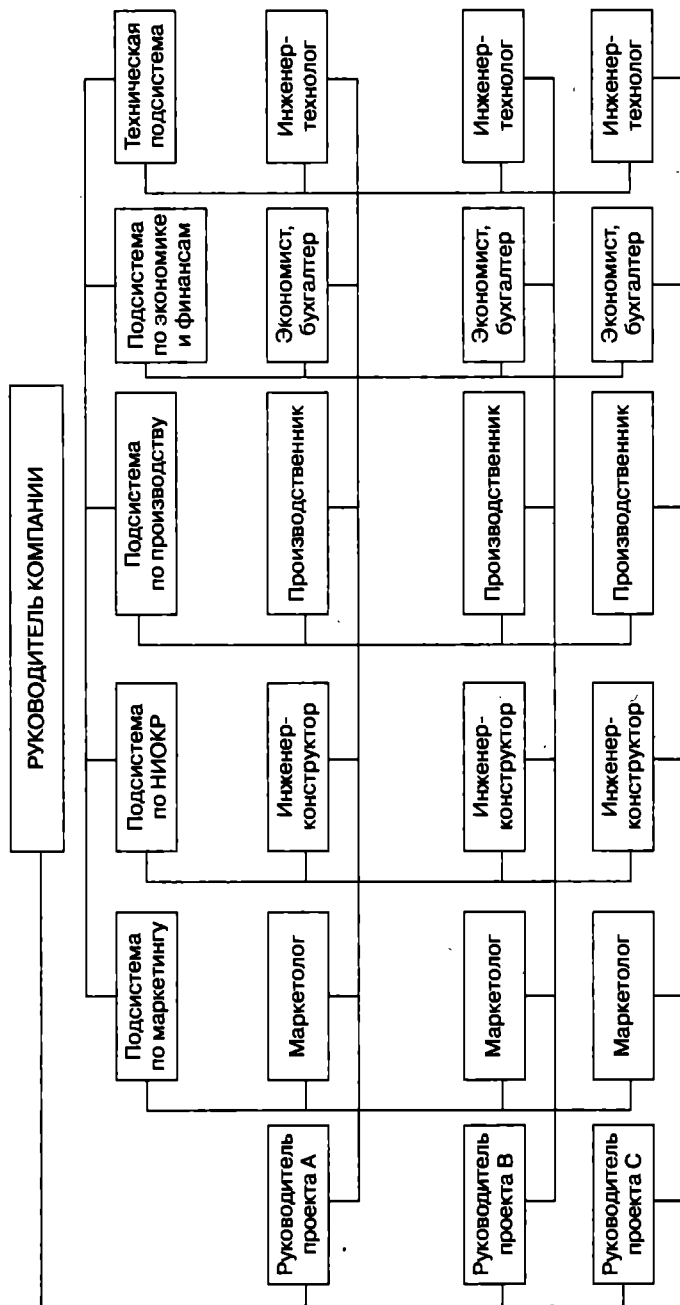 РУКОВОДИТЕЛЬ КОМПАНИИ
Подсистема
по маркетингу
Подсистема
по НИОКР
Подсистема
по производству
Подсистема
по экономике
и финансам
Техническая
подсистема
Руководитель
проекта А
Маркетолог
Инженер-
конструктор
Производственник
Экономист,
бухгалтер
Инженер-
технолог
Руководитель
проекта В
Маркетолог
Инженер-
конструктор
Производственник
Экономист,
бухгалтер
Инженер-
технолог
Руководитель
проекта С
Маркетолог
Инженер-
конструктор
Производственник
Экономист,
бухгалтер
Инженер-
технолог